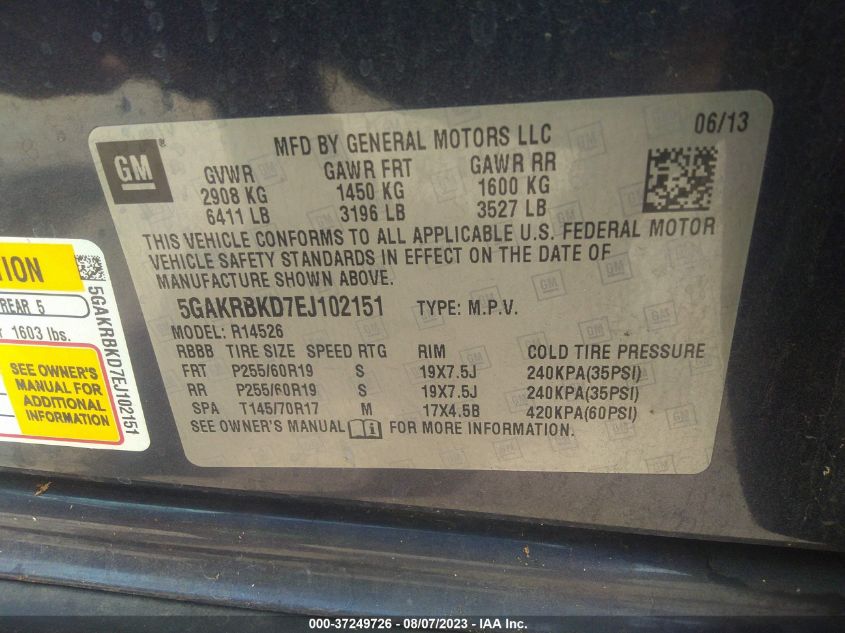 MFD BY GENERAL MOTORS LLC
06/13
GM
®
GVWR GAWR FRT GAWR RR
2908 KG 1450 KG 1600 KG
6411 LB 3196 LB 3527 LB
THIS VEHICLE CONFORMS TO ALL APPLICABLE U.S. FEDERAL MOTOR
VEHICLE SAFETY STANDARDS IN EFFECT ON THE DATE OF
MANUFACTURE SHOWN ABOVE.
5GAKRBKD7EJ102151 TYPE: M.P.V.
MODEL: R14526
RBBB TIRE SIZE SPEED RTG RIM COLD TIRE PRESSURE
FRT P255/60R19 S 19X7.5J 240KPA(35PSI)
RR P255/60R19 S 19X7.5J 240KPA(35PSI)
SPA T145/70R17 M 17X4.5B 420KPA(60PSI)
SEE OWNER'S MANUAL FOR MORE INFORMATION.
REAR 5
1603 lbs.
SEE OWNER'S
MANUAL FOR
ADDITIONAL
INFORMATION
5GAKRBKD7EJ102151
000-37249726 - 08/07/2023 - IAA Inc.